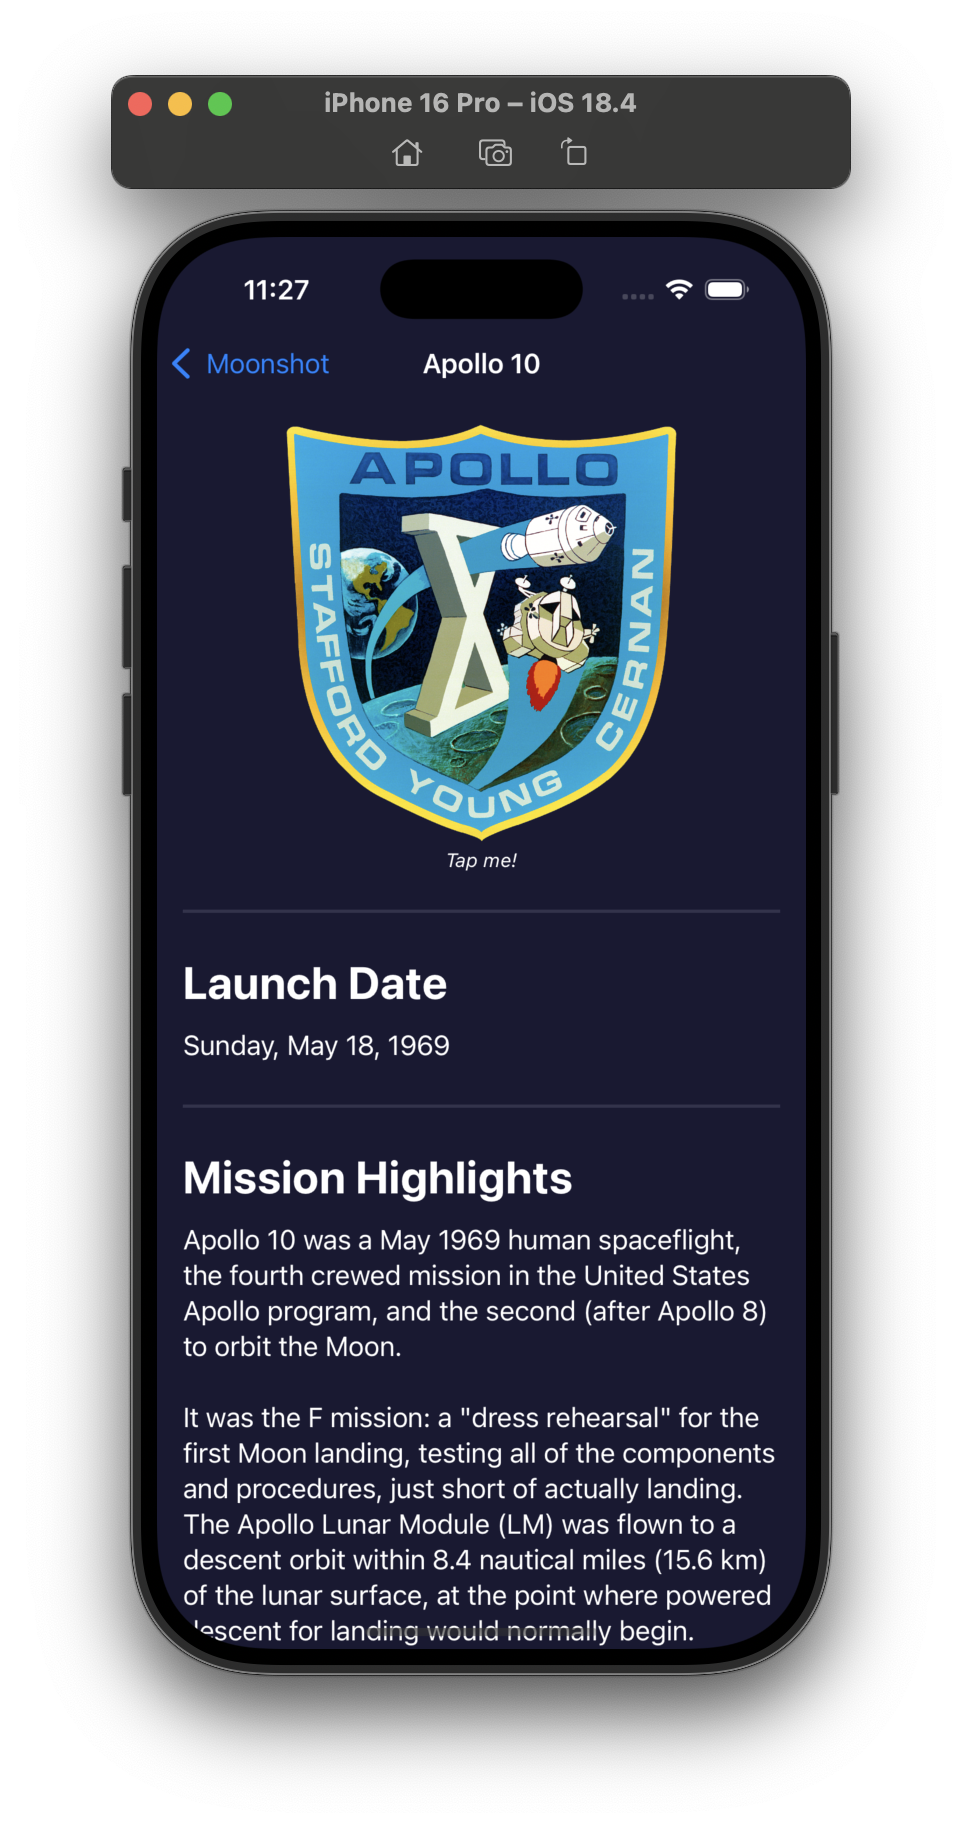 iPhone 16 Pro – iOS 18.4
11:27
Moonshot
Apollo 10
APOLLO
STAFFORD
YOUNG
CERNAN
Tap me!
Launch Date
Sunday, May 18, 1969
Mission Highlights
Apollo 10 was a May 1969 human spaceflight,
the fourth crewed mission in the United States
Apollo program, and the second (after Apollo 8)
to orbit the Moon.
It was the F mission: a "dress rehearsal" for the
first Moon landing, testing all of the components
and procedures, just short of actually landing.
The Apollo Lunar Module (LM) was flown to a
descent orbit within 8.4 nautical miles (15.6 km)
of the lunar surface, at the point where powered
descent for landing would normally begin.